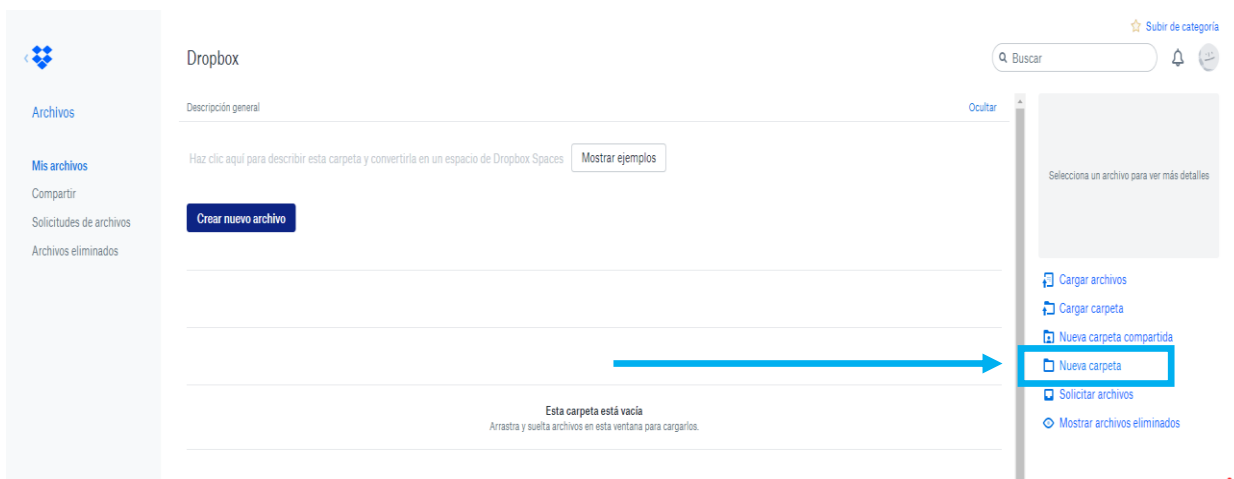 Subir de categoría
Dropbox
Buscar
Archivos
Descripción general
Ocultar
Mis archivos
Haz clic aquí para describir esta carpeta y convertiría en un espacio de Dropbox Spaces
Mostrar ejemplos
Selecciona un archivo para ver más detalles
Compartir
Solicitudes de archivos
Crear nuevo archivo
Archivos eliminados
Cargar archivos
Cargar carpeta
Nueva carpeta compartida
Nueva carpeta
Solicitar archivos
Esta carpeta está vacía
Arrastra y suelta archivos en esta ventana para cargarlos.
Mostrar archivos eliminados